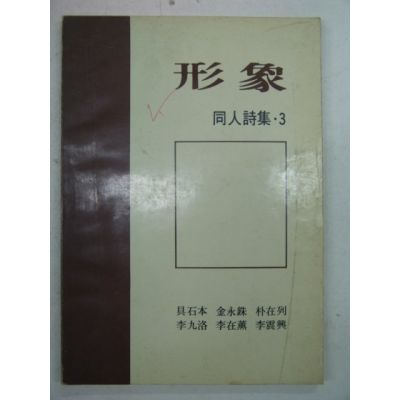 形象
同人詩集·3
具石本 金永銖 朴在列
李九洛 李在薰 李震興